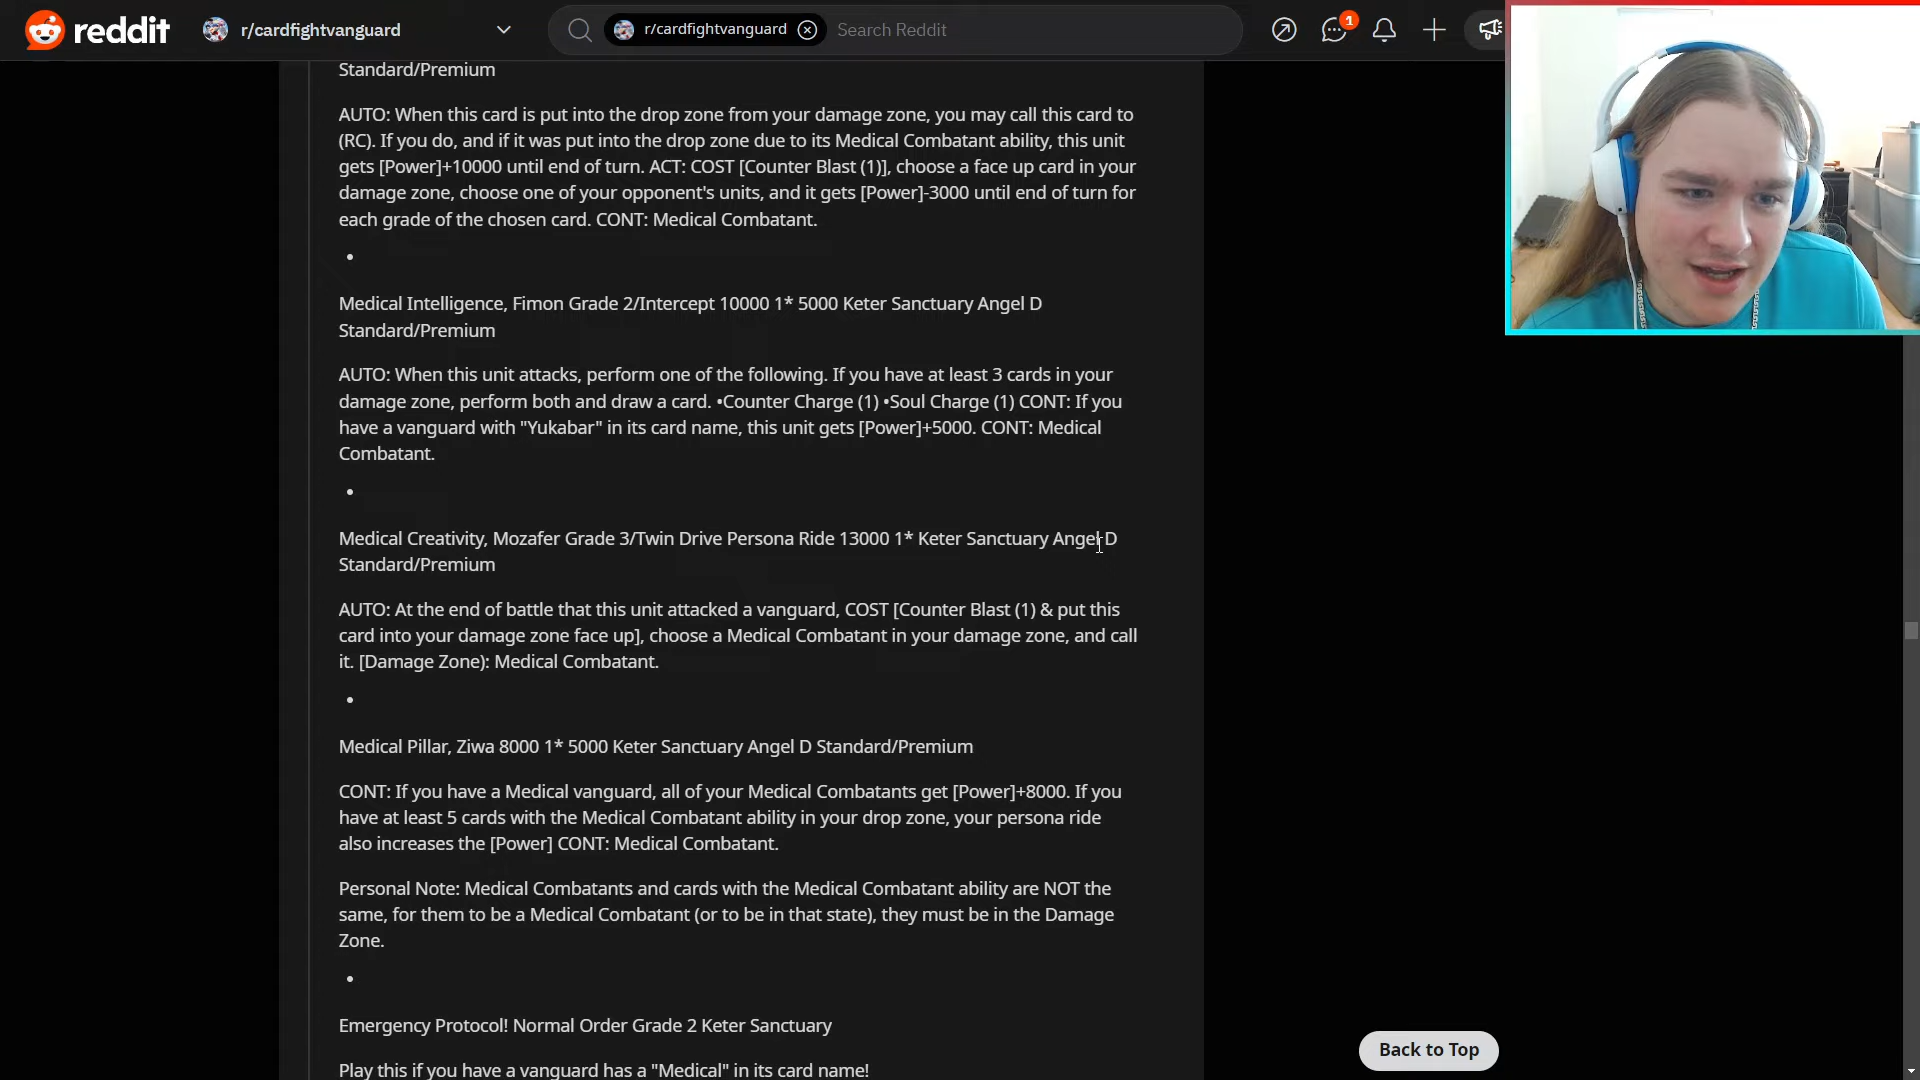 reddit
r/cardfightvanguard
r/cardfightvanguard
Search Reddit
1
Standard/Premium
AUTO: When this card is put into the drop zone from your damage zone, you may call this card to
(RC). If you do, and if it was put into the drop zone due to its Medical Combatant ability, this unit
gets [Power]+10000 until end of turn. ACT: COST [Counter Blast (1)], choose a face up card in your
damage zone, choose one of your opponent's units, and it gets [Power]-3000 until end of turn for
each grade of the chosen card. CONT: Medical Combatant.
•
Medical Intelligence, Fimon Grade 2/Intercept 10000 1* 5000 Keter Sanctuary Angel D
Standard/Premium
AUTO: When this unit attacks, perform one of the following. If you have at least 3 cards in your
damage zone, perform both and draw a card. •Counter Charge (1) •Soul Charge (1) CONT: If you
have a vanguard with "Yukabar" in its card name, this unit gets [Power]+5000. CONT: Medical
Combatant.
•
Medical Creativity, Mozafer Grade 3/Twin Drive Persona Ride 13000 1* Keter Sanctuary Angel D
Standard/Premium
AUTO: At the end of battle that this unit attacked a vanguard, COST [Counter Blast (1) & put this
card into your damage zone face up], choose a Medical Combatant in your damage zone, and call
it. [Damage Zone): Medical Combatant.
•
Medical Pillar, Ziwa 8000 1* 5000 Keter Sanctuary Angel D Standard/Premium
CONT: If you have a Medical vanguard, all of your Medical Combatants get [Power]+8000. If you
have at least 5 cards with the Medical Combatant ability in your drop zone, your persona ride
also increases the [Power] CONT: Medical Combatant.
Personal Note: Medical Combatants and cards with the Medical Combatant ability are NOT the
same, for them to be a Medical Combatant (or to be in that state), they must be in the Damage
Zone.
•
Emergency Protocol! Normal Order Grade 2 Keter Sanctuary
Play this if you have a vanguard has a "Medical" in its card name!
Back to Top